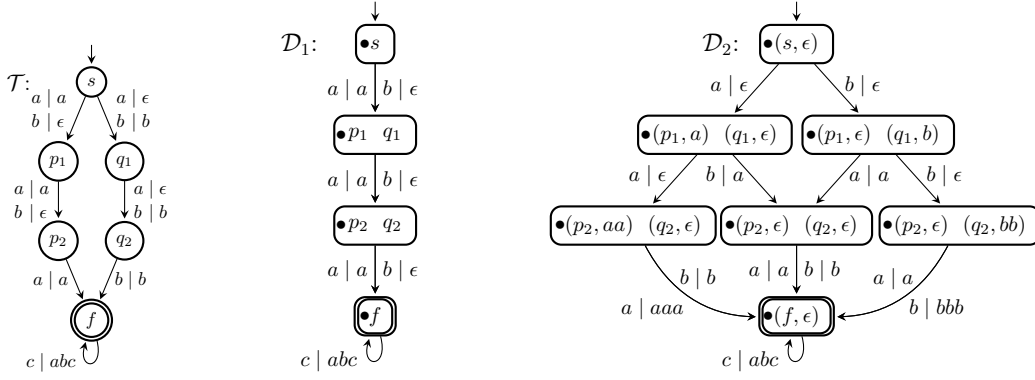 𝒯:
s
a | a
b | ϵ
a | ϵ
b | b
p₁
q₁
a | a
b | ϵ
a | ϵ
b | b
p₂
q₂
a | a
b | b
f
c | abc
𝒟₁:
•s
a | a b | ϵ
•p₁ q₁
a | a b | ϵ
•p₂ q₂
a | a b | ϵ
•f
c | abc
𝒟₂:
•(s, ϵ)
a | ϵ b | ϵ
•(p₁, a) (q₁, ϵ)
•(p₁, ϵ) (q₁, b)
a | ϵ b | a a | a b | ϵ
•(p₂, aa) (q₂, ϵ)
•(p₂, ϵ) (q₂, ϵ)
•(p₂, ϵ) (q₂, bb)
b | b a | a b | b a | a
a | aaa b | bbb
•(f, ϵ)
c | abc